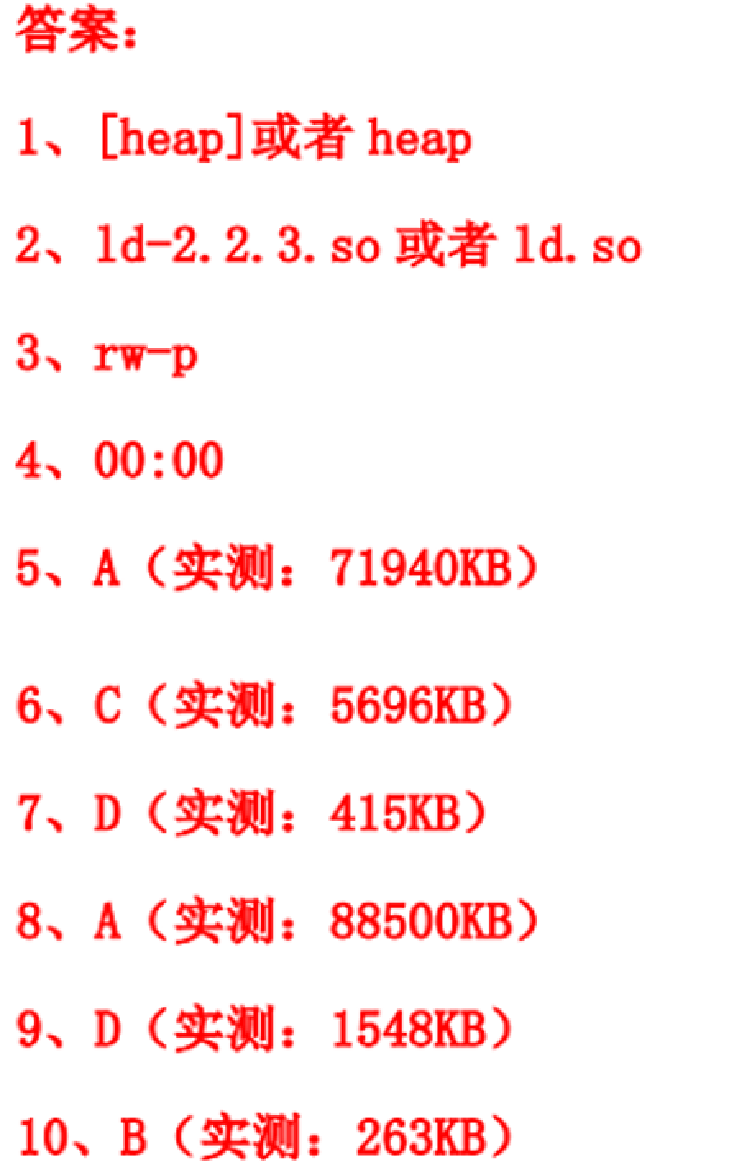 答案：
1、[heap]或者 heap
2、ld-2.2.3.so 或者 ld.so
3、rw-p
4、00:00
5、A（实测：71940KB）
6、C（实测：5696KB）
7、D（实测：415KB）
8、A（实测：88500KB）
9、D（实测：1548KB）
10、B（实测：263KB）